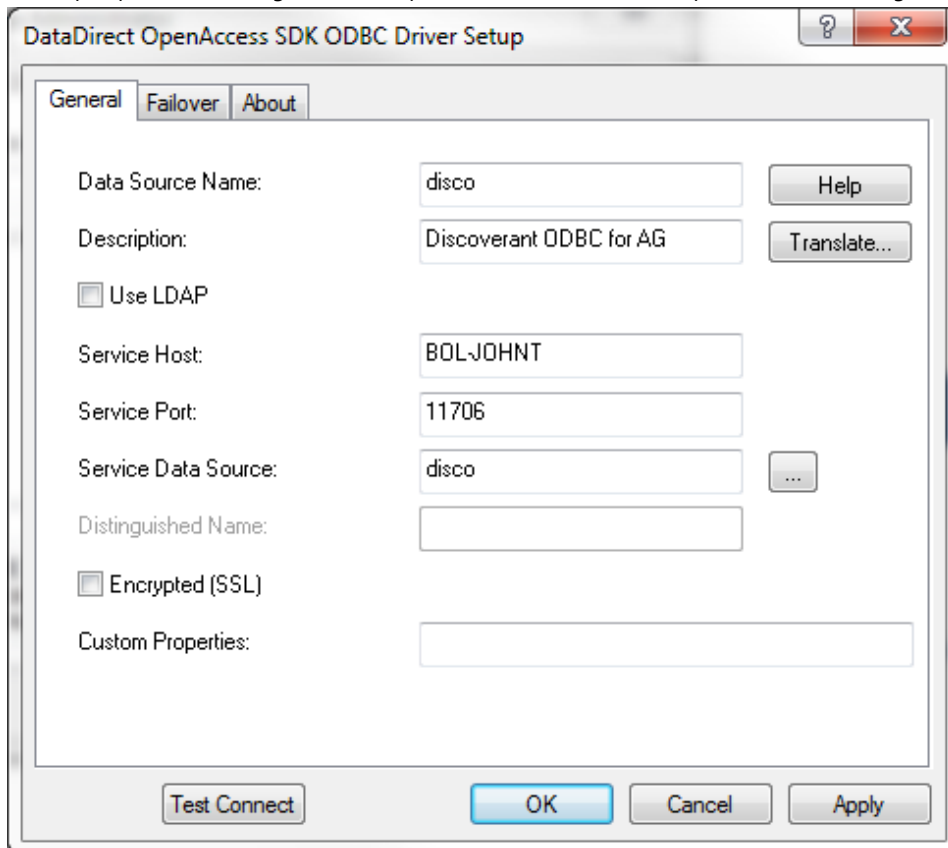 DataDirect OpenAccess SDK ODBC Driver Setup
General Failover About
Data Source Name: disco Help
Description: Discoverant ODBC for AG Translate...
Use LDAP
Service Host: BOL-JOHNT
Service Port: 11706
Service Data Source: disco ...
Distinguished Name:
Encrypted (SSL)
Custom Properties:
Test Connect OK Cancel Apply